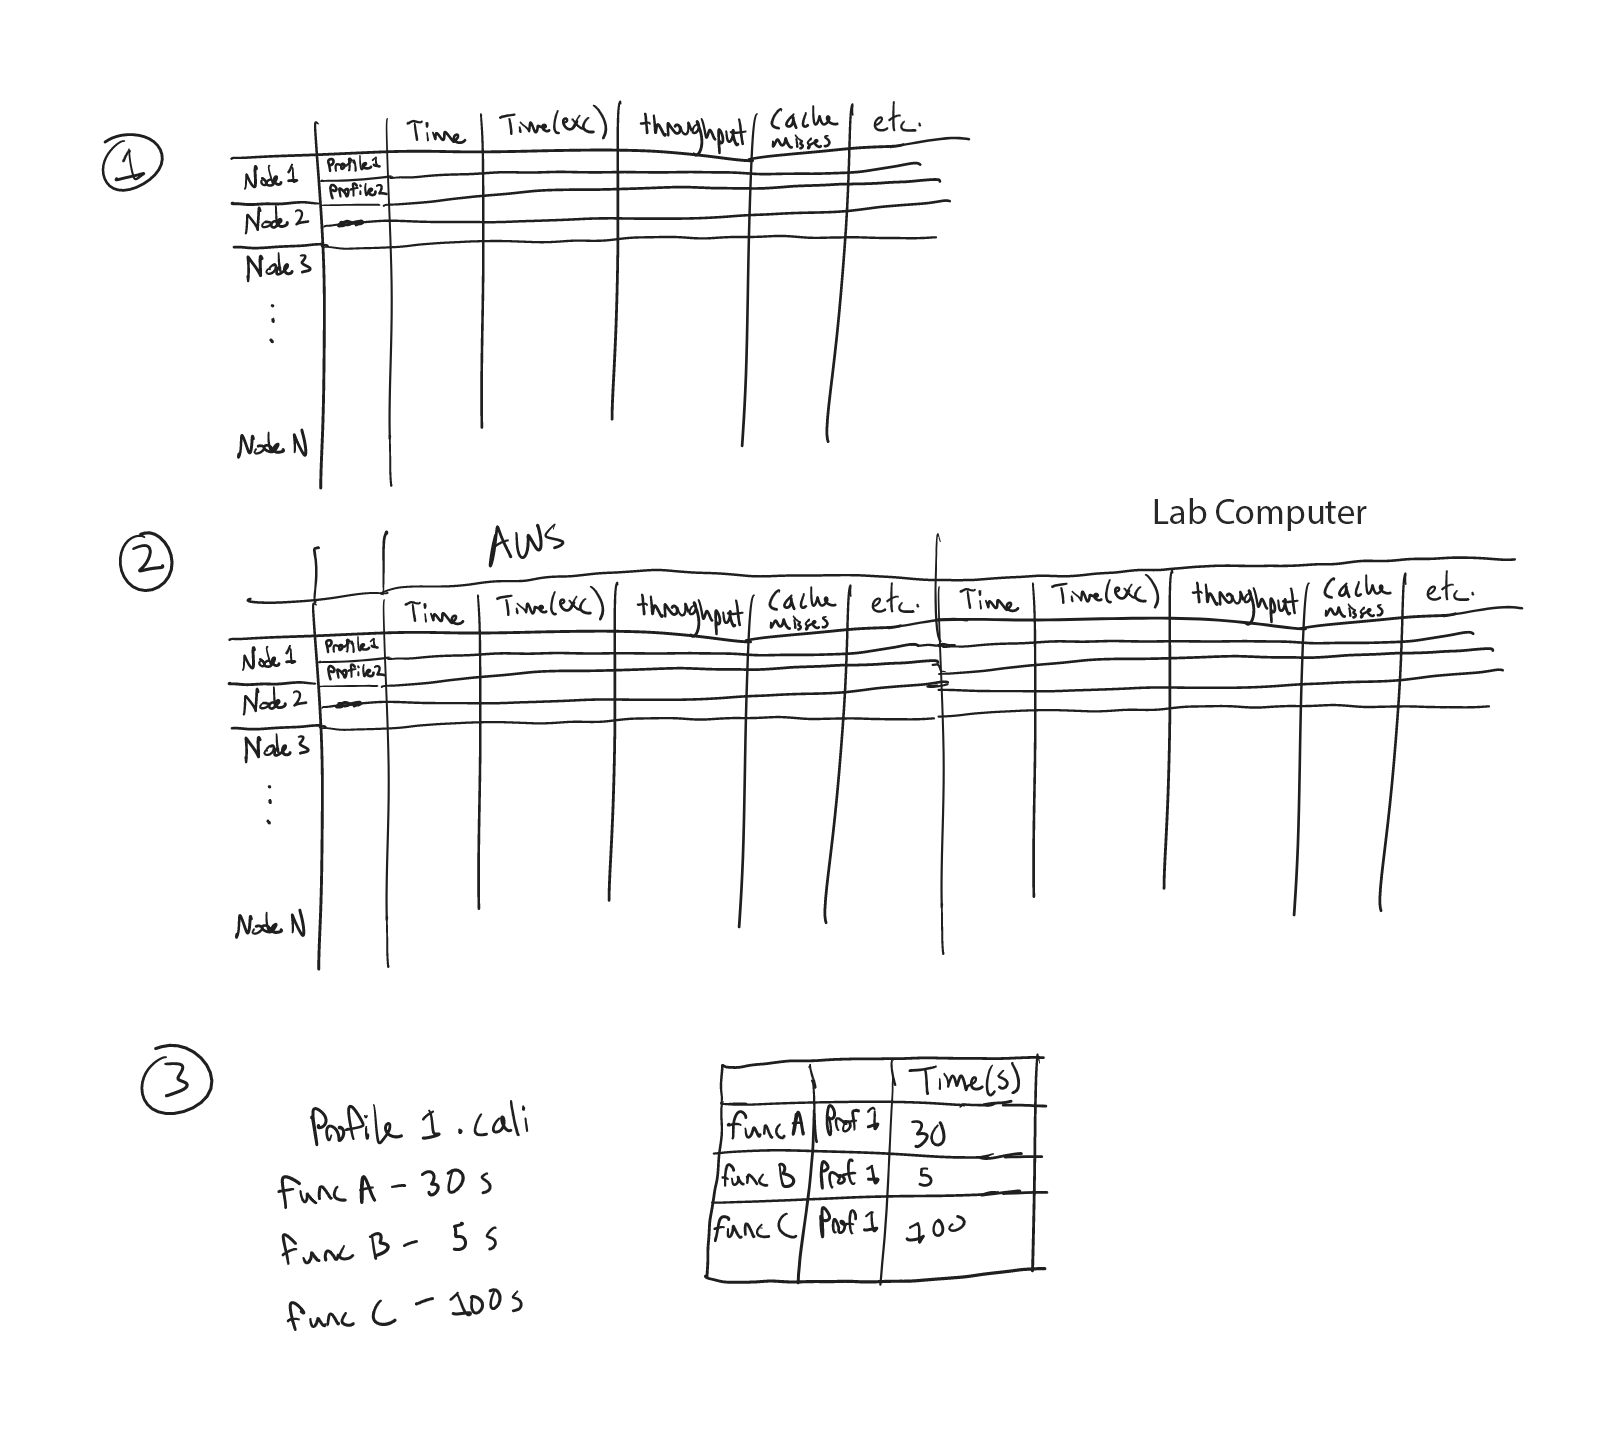 1
Time Time(exc) throughput Cache misses etc.
Node 1 Profile1
Profile2
Node 2
Node 3
⋮
Node N
Lab Computer
2
AWS
Time Time(exc) throughput Cache misses etc. Time Time(exc) throughput Cache misses etc.
Node 1 Profile1
Profile2
Node 2
Node 3
⋮
Node N
3
Profile 1.cali
func A - 30 s
func B - 5 s
func C - 100 s
Time(s)
func A Prof 1 30
func B Prof 1 5
func C Prof 1 100